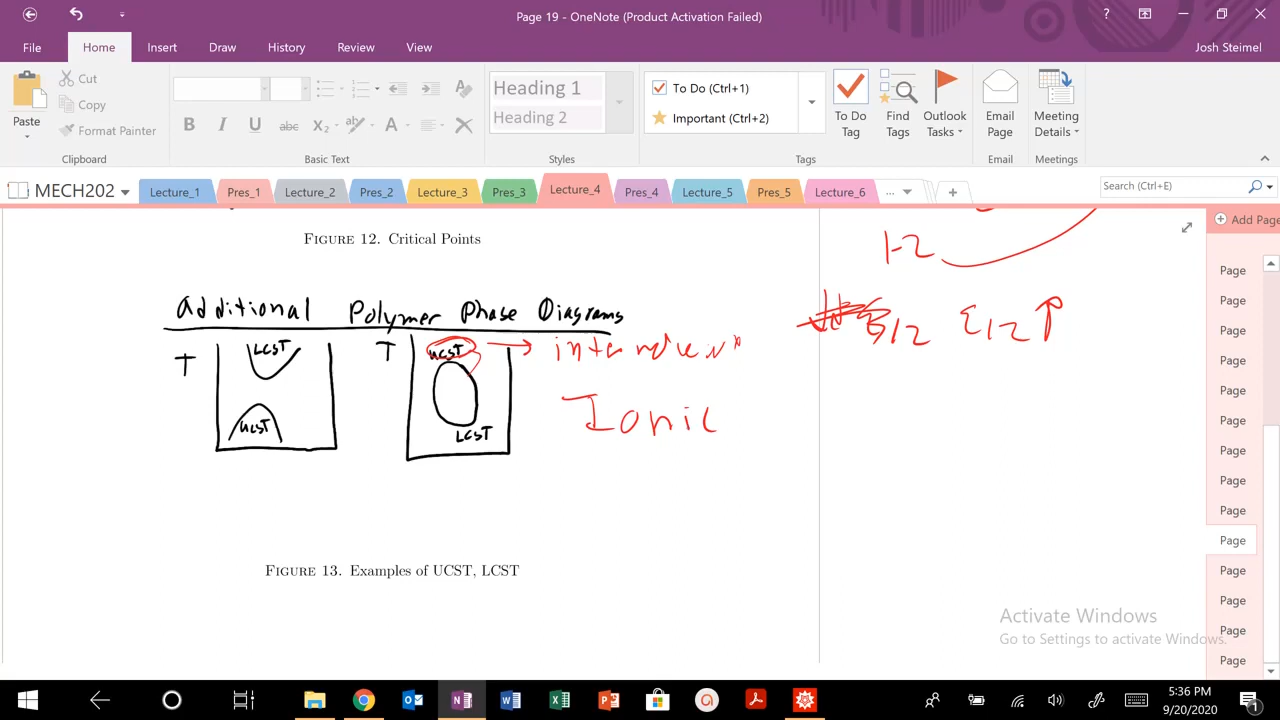 Page 19 - OneNote (Product Activation Failed)
File Home Insert Draw History Review View Josh Steimel
Paste Cut Copy Format Painter
Clipboard
B I U abc X₂ A
Basic Text
Heading 1
Heading 2
Styles
To Do (Ctrl+1)
Important (Ctrl+2)
To Do Tag
Find Tags
Tags
Outlook Tasks
Email Page
Email
Meeting Details
Meetings
MECH202 Lecture_1 Pres_1 Lecture_2 Pres_2 Lecture_3 Pres_3 Lecture_4 Pres_4 Lecture_5 Pres_5 Lecture_6 ... Search (Ctrl+E)
Add Page
Figure 12. Critical Points
1-2
Additional Polymer Phase Diagrams
12 ε12 ↑
T LCST T UCST →
UCST LCST
Ionic
Figure 13. Examples of UCST, LCST
Page
Page
Page
Page
Page
Page
Page
Page
Page
Page
Page
Page
Page
Page
Activate Windows
Go to Settings to activate Windows.
5:36 PM
9/20/2020
1